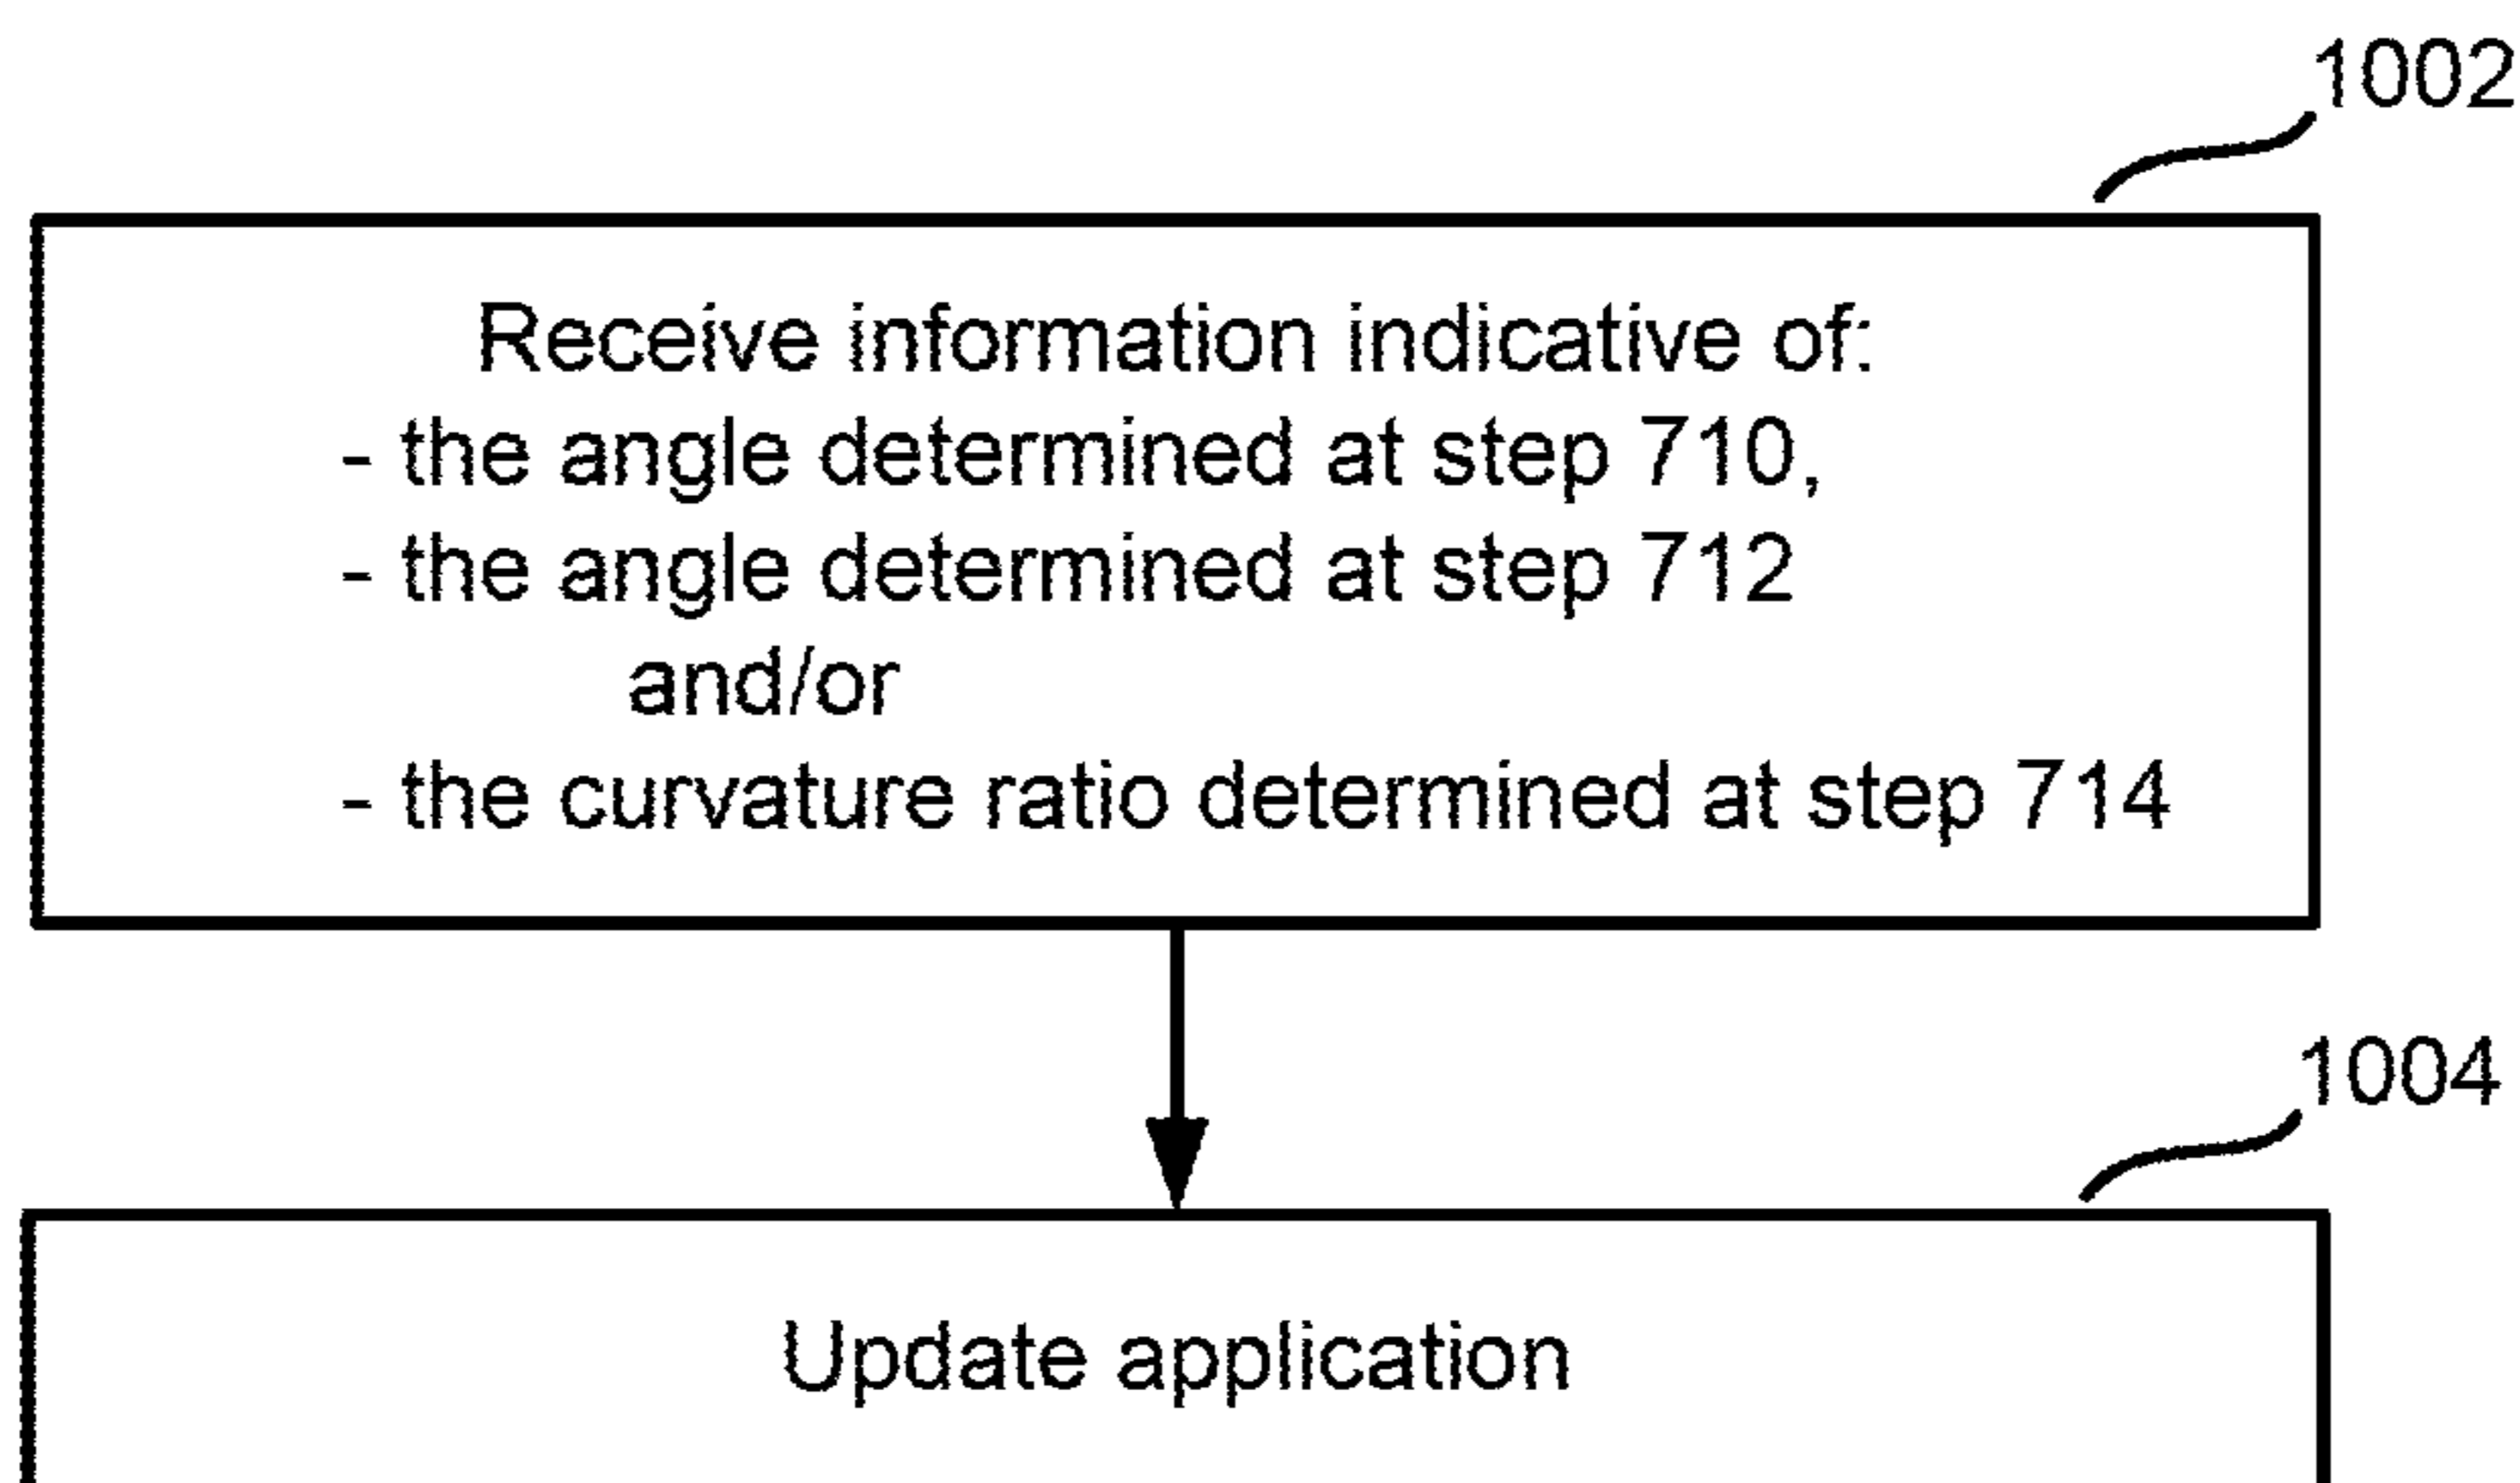 1002
Receive information indicative of:
- the angle determined at step 710,
- the angle determined at step 712
and/or
- the curvature ratio determined at step 714
1004
Update application